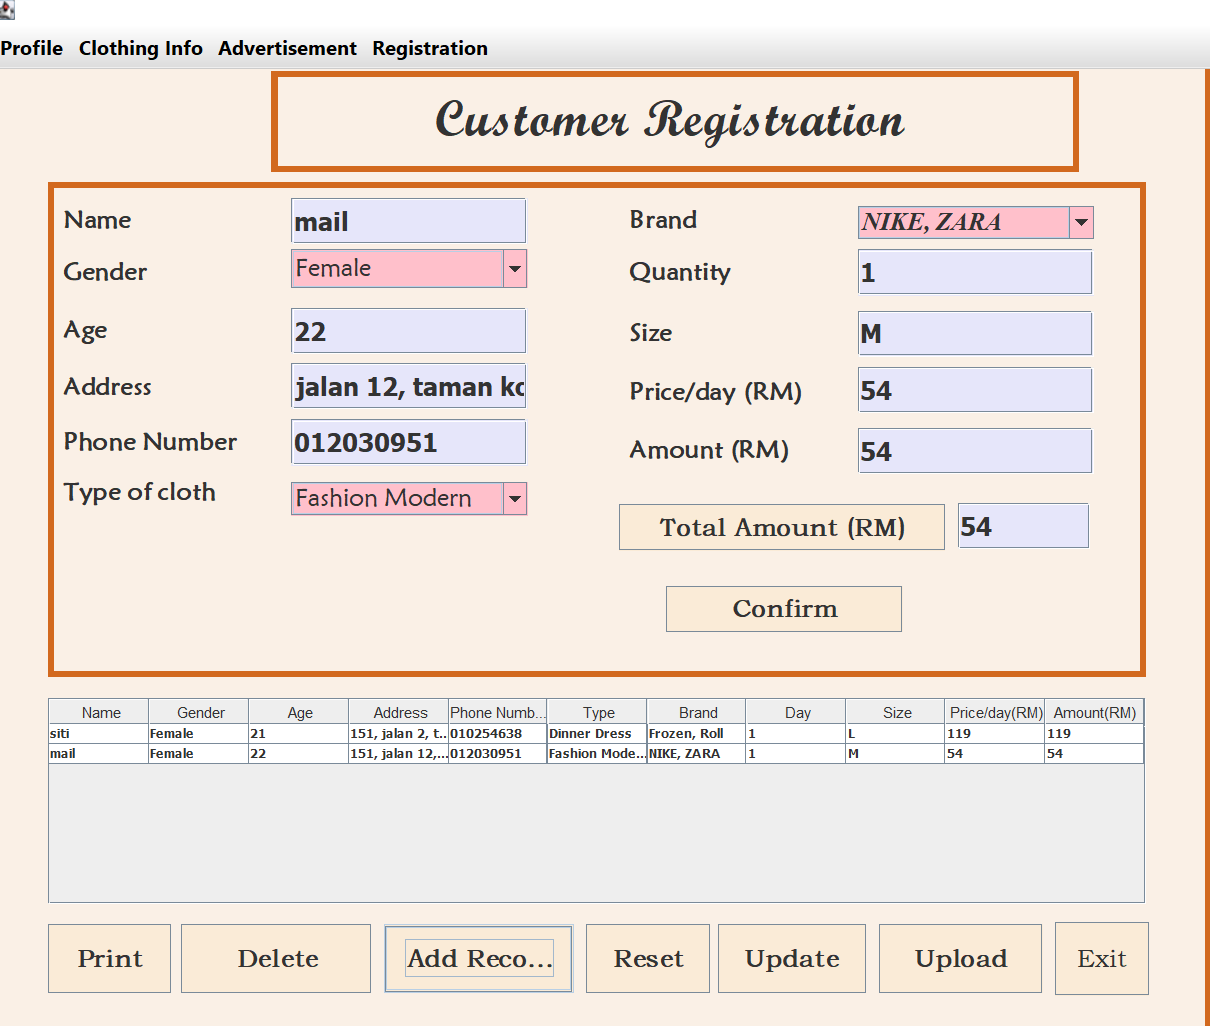 Profile Clothing Info Advertisement Registration
Customer Registration
Name mail
Gender Female
Age 22
Address jalan 12, taman
Phone Number 012030951
Type of cloth Fashion Modern
Brand NIKE, ZARA
Quantity 1
Size M
Price/day (RM) 54
Amount (RM) 54
Total Amount (RM) 54
Confirm
Name Gender Age Address Phone Numb... Type Brand Day Size Price/day(RM) Amount(RM)
siti Female 21 151, jalan 2, t... 010254638 Dinner Dress Frozen, Roll 1 L 119 119
mail Female 22 151, jalan 12,... 012030951 Fashion Mode... NIKE, ZARA 1 M 54 54
Print Delete Add Reco... Reset Update Upload Exit